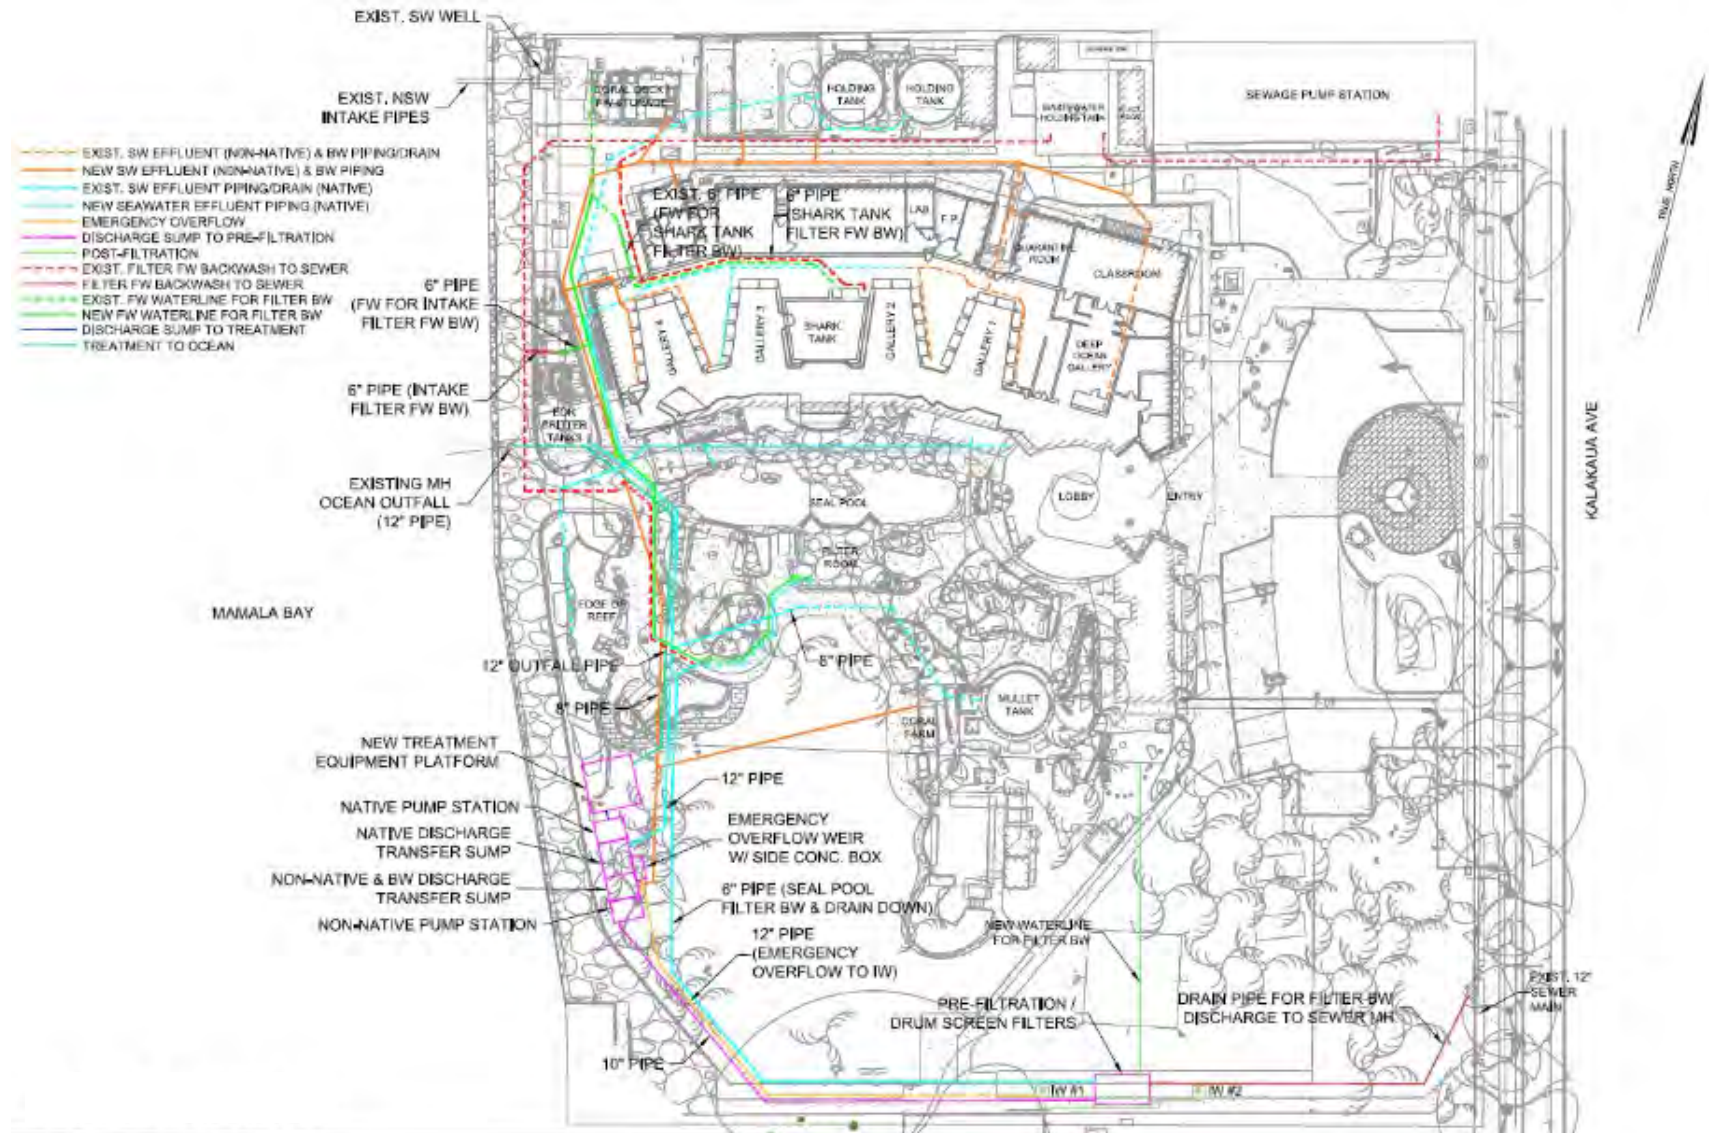 EXIST. SW WELL
EXIST. NSW
INTAKE PIPES
EXIST. SW EFFLUENT (NON-NATIVE) & BW PIPING/DRAIN
NEW SW EFFLUENT (NON-NATIVE) & BW PIPING
EXIST. SW EFFLUENT PIPING/DRAIN (NATIVE)
NEW SEAWATER EFFLUENT PIPING (NATIVE)
EMERGENCY OVERFLOW
DISCHARGE SUMP TO PRE-FILTRATION
POST-FILTRATION
EXIST. FILTER FW BACKWASH TO SEWER
FILTER FW BACKWASH TO SEWER
EXIST. FW WATERLINE FOR FILTER BW
NEW FW WATERLINE FOR FILTER BW
DISCHARGE SUMP TO TREATMENT
TREATMENT TO OCEAN
HOLDING
TANK
HOLDING
TANK
HOLDING TANK
SEWAGE PUMP STATION
TRUE NORTH
EXIST. 6" PIPE
(FW FOR
SHARK TANK
FILTER BW)
6" PIPE
(SHARK TANK
FILTER FW BW)
LAB
F.P.
QUARANTINE
ROOM
CLASSROOM
6" PIPE
(FW FOR INTAKE
FILTER FW BW)
GALLERY 4
GALLERY 3
SHARK
TANK
GALLERY 2
GALLERY 1
DEEP
OCEAN
GALLERY
6" PIPE (INTAKE
FILTER FW BW)
TANKS
EXISTING MH
OCEAN OUTFALL
(12" PIPE)
SEAL POOL
LOBBY
ENTRY
KALAKAUA AVE
FILTER
ROOM
EDGE OF
REEF
MAMALA BAY
12" OUTFALL PIPE
8" PIPE
8" PIPE
MULLET
TANK
CORAL
FARM
NEW TREATMENT
EQUIPMENT PLATFORM
12" PIPE
NATIVE PUMP STATION
NATIVE DISCHARGE
TRANSFER SUMP
EMERGENCY
OVERFLOW WEIR
W/ SIDE CONC. BOX
NON-NATIVE & BW DISCHARGE
TRANSFER SUMP
NON-NATIVE PUMP STATION
6" PIPE (SEAL POOL
FILTER BW & DRAIN DOWN)
12" PIPE
(EMERGENCY
OVERFLOW TO IW)
NEW WATERLINE
FOR FILTER BW
PRE-FILTRATION /
DRUM SCREEN FILTERS
DRAIN PIPE FOR FILTER BW
DISCHARGE TO SEWER MH
EXIST. 12"
SEWER
MAIN
10" PIPE
IW #1
IW #2